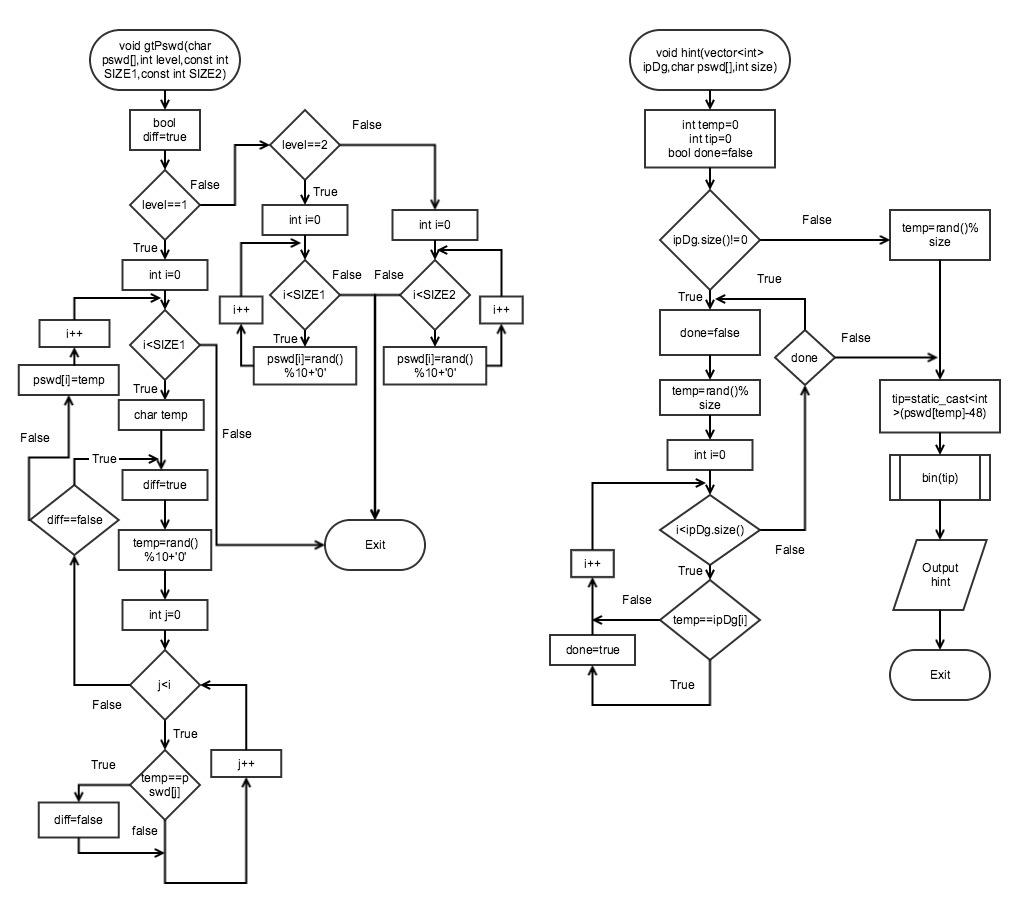 void gtPswd(char
pswd[],int level,const int
SIZE1,const int SIZE2)
bool
diff=true
level==1
False
True
int i=0
i++
i<SIZE1
pswd[i]=temp
True
char temp
False
False
True
diff=true
diff==false
temp=rand()
%10+'0'
int j=0
j<i
False
True
True
temp==p
swd[j]
j++
diff=false
false
level==2
False
True
int i=0
int i=0
i<SIZE1
False
False
i<SIZE2
i++
i++
True
pswd[i]=rand()
%10+'0'
pswd[i]=rand()
%10+'0'
Exit
void hint(vector<int>
ipDg,char pswd[],int size)
int temp=0
int tip=0
bool done=false
ipDg.size()!=0
False
temp=rand()%
size
True
True
done=false
done
False
temp=rand()%
size
int i=0
i<ipDg.size()
False
True
i++
False
temp==ipDg[i]
done=true
True
tip=static_cast<int
>(pswd[temp]-48)
bin(tip)
Output
hint
Exit